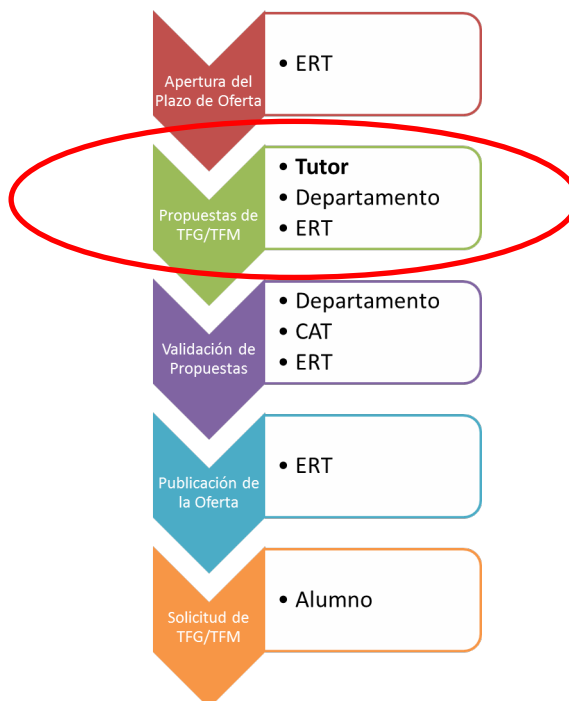 Apertura del
Plazo de Oferta
• ERT
Propuestas de
TFG/TFM
• Tutor
• Departamento
• ERT
Validación de
Propuestas
• Departamento
• CAT
• ERT
Publicación de
la Oferta
• ERT
Solicitud de
TFG/TFM
• Alumno